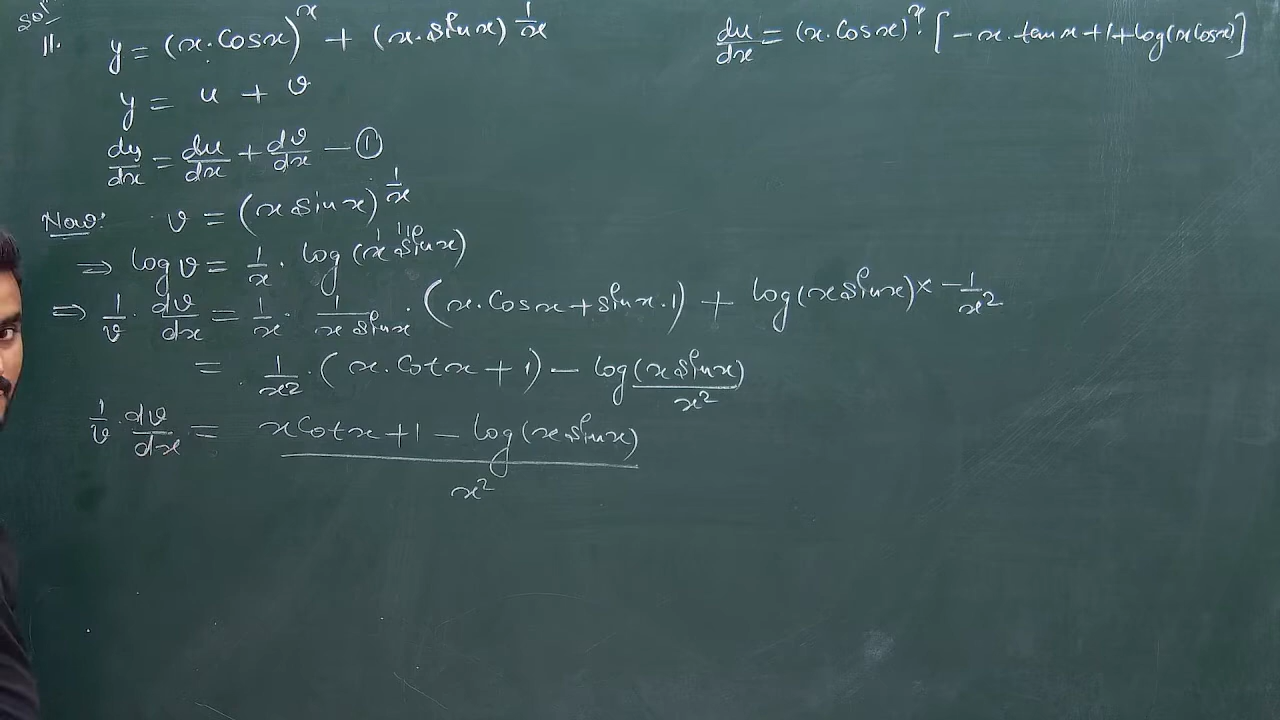 Sol
11. y = (x.Cosx)^x + (x.sinx)^{1/x}
y = u + v
dy/dx = du/dx + dv/dx — ①
Now: v = (x sinx)^{1/x}
⇒ log v = 1/x · log (x sinx)
⇒ 1/v · dv/dx = 1/x · 1/(x sinx) · (x.Cosx + sinx.1) + log(x sinx) × -1/x²
= 1/x² · (x.Cotx + 1) - log(x sinx)/x²
1/v · dv/dx = (xCotx + 1 - log(x sinx))/x²
du/dx = (x.Cosx)^x · [-x.tanx + 1 + log(xCosx)]